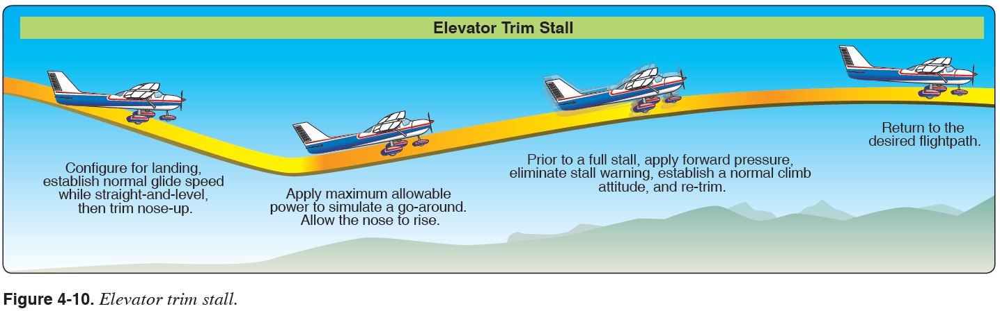 Elevator Trim Stall
Configure for landing,
establish normal glide speed
while straight-and-level,
then trim nose-up.
Apply maximum allowable
power to simulate a go-around.
Allow the nose to rise.
Prior to a full stall, apply forward pressure,
eliminate stall warning, establish a normal climb
attitude, and re-trim.
Return to the
desired flightpath.
Figure 4-10. Elevator trim stall.